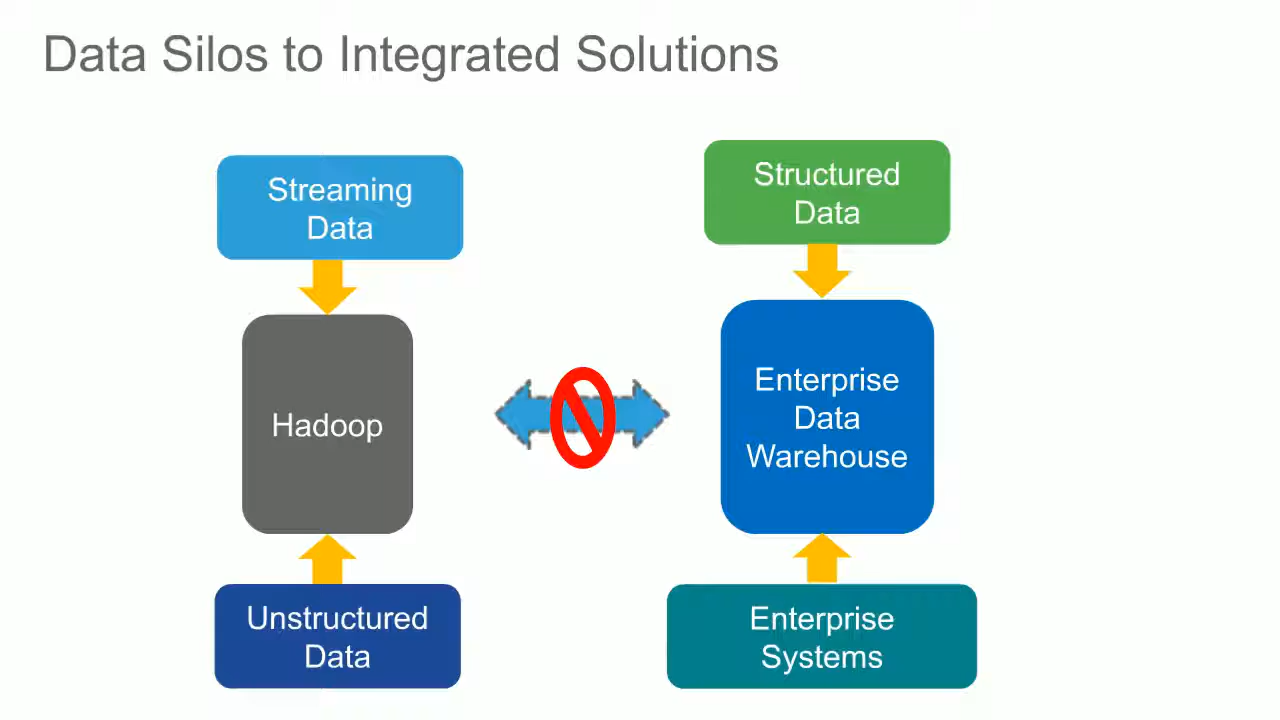 Data Silos to Integrated Solutions
Streaming
Data
Structured
Data
Hadoop
Enterprise
Data
Warehouse
Unstructured
Data
Enterprise
Systems